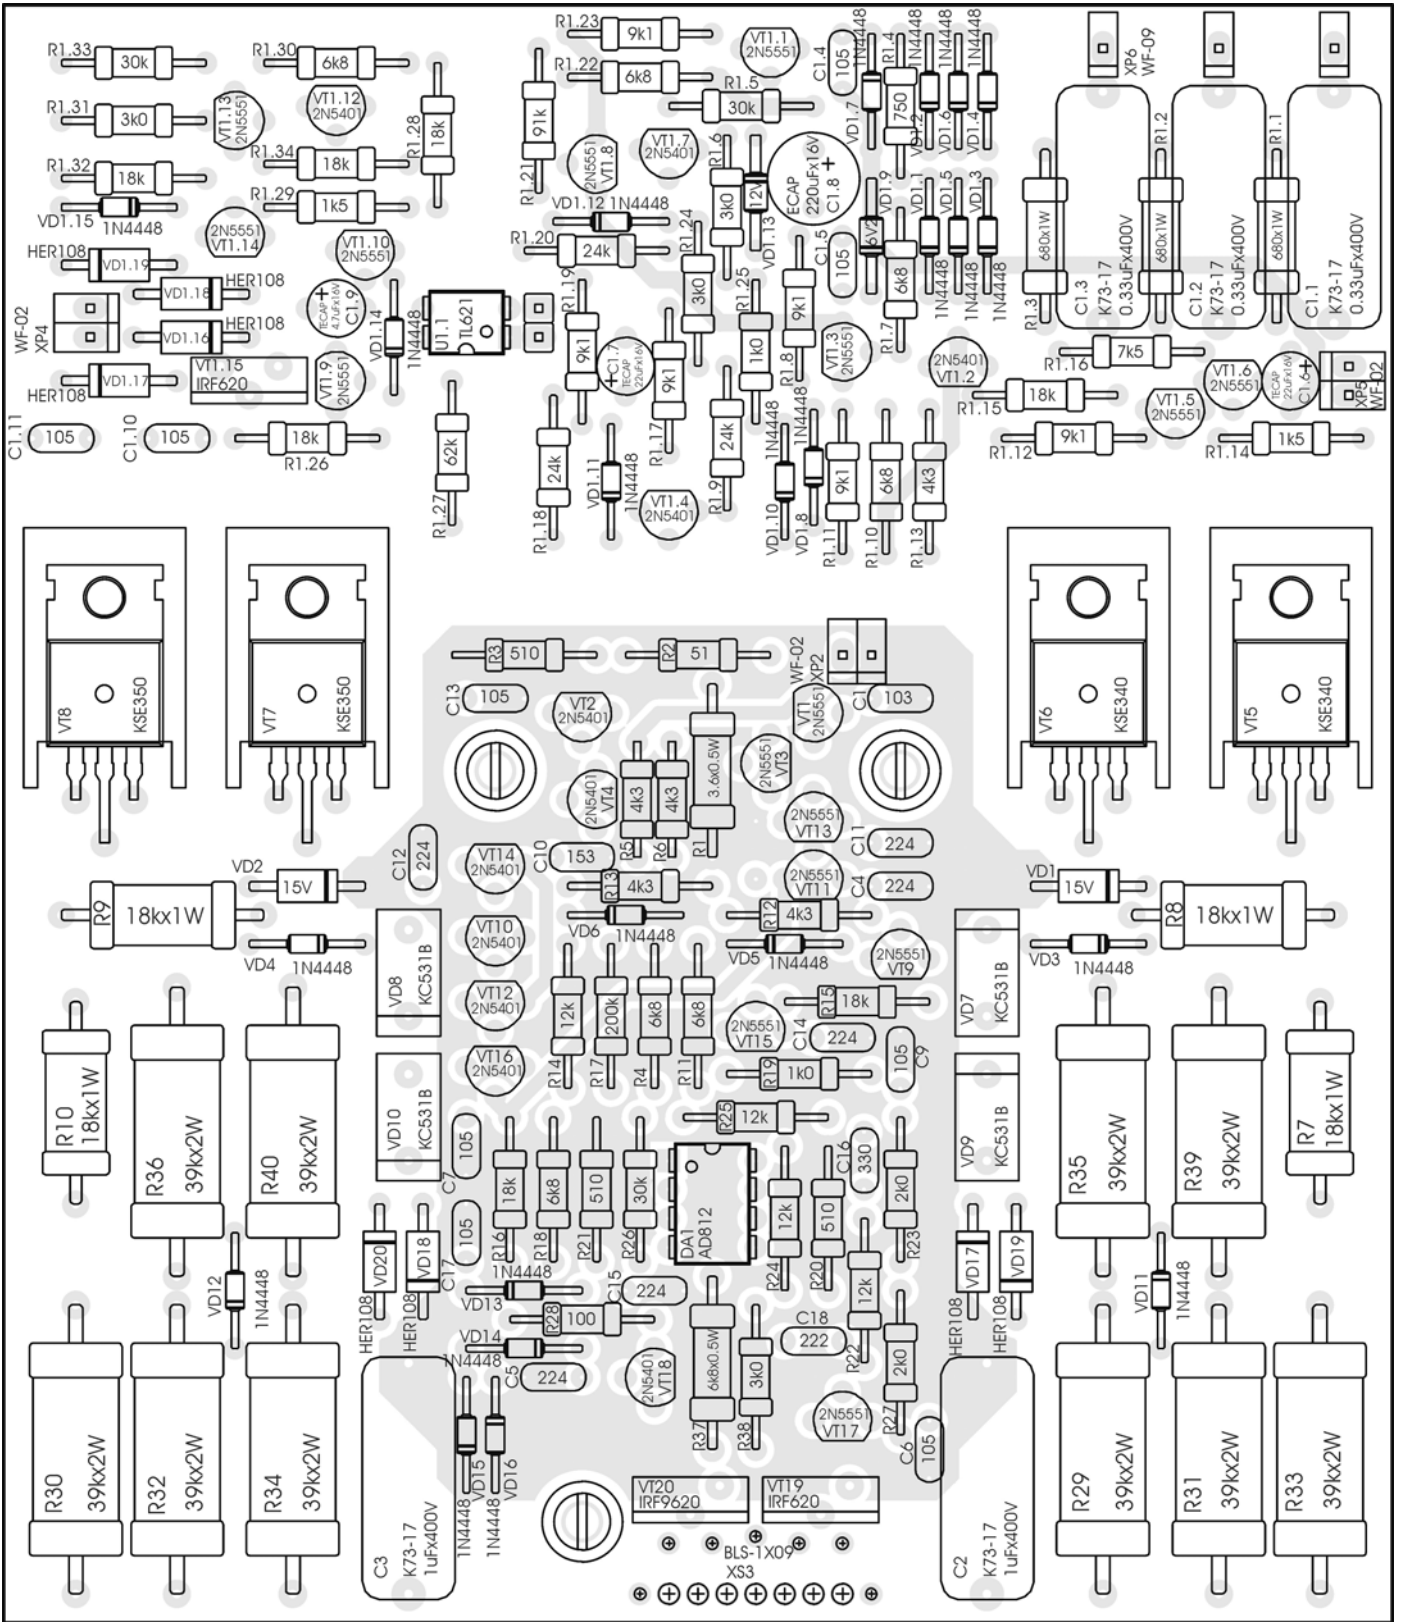 R1.33
30k
R1.30
6k8
R1.23
9k1
R1.22
6k8
VT1.1
2N5551
C1.4
105
1N4448
VD1.7
R1.4
750
1N4448
VD1.2
1N4448
VD1.6
1N4448
VD1.4
XP6
WF-09
R1.31
3k0
VT1.13
2N5551
VT1.12
2N5401
R1.28
18k
91k
R1.21
R1.5
30k
R1.32
18k
R1.34
18k
2N5551
VT1.8
VT1.7
2N5401
R1.6
3k0
12V
VD1.13
ECAP
220uFx16V
C1.8
+
VD1.15
1N4448
R1.29
1k5
VD1.12
1N4448
R1.20
24k
R1.24
3k0
C1.5
105
VD1.9
6V2
R1.7
6k8
VD1.1
1N4448
VD1.5
1N4448
VD1.3
1N4448
R1.3
680x1W
C1.3
K73-17
0.33uFx400V
R1.2
680x1W
C1.2
K73-17
0.33uFx400V
R1.1
680x1W
C1.1
K73-17
0.33uFx400V
2N5551
VT1.14
VT1.10
2N5551
HER108
VD1.19
HER108
VD1.18
WF-02
XP4
HER108
VD1.16
HER108
VD1.17
+
TECAP
4.7uFx16V
C1.9
VD1.14
1N4448
U1.1
TL621
R1.19
9k1
+
C1.7
TECAP
22uFx16V
9k1
R1.17
R1.25
1k0
9k1
R1.8
VT1.3
2N5551
2N5401
VT1.2
R1.16
7k5
R1.15
18k
VT1.6
2N5551
TECAP
22uFx16V
C1.6
+
XP5
WF-02
VT1.15
IRF620
VT1.9
2N5551
VT1.5
2N5551
C1.11
105
C1.10
105
18k
R1.26
62k
R1.27
24k
R1.18
VD1.11
1N4448
VT1.4
2N5401
24k
R1.9
1N4448
VD1.10
1N4448
VD1.8
9k1
R1.11
6k8
R1.10
4k3
R1.13
R1.12
9k1
R1.14
1k5
VT8
KSE350
VT7
KSE350
VT6
KSE340
VT5
KSE340
R3
510
R2
51
WF-02
XP2
C13
105
VT2
2N5401
VT1
2N5551
C1
103
3.6x0.5W
R1
2N5551
VT3
2N5401
VT4
4k3
R5
4k3
R6
2N5551
VT13
C11
224
C12
224
VT14
2N5401
C10
153
R13
4k3
2N5551
VT11
C4
224
VD2
15V
VD1
15V
R9
18kx1W
R8
18kx1W
VD6
1N4448
R12
4k3
VD4
1N4448
VT10
2N5401
VD5
1N4448
2N5551
VT9
VD3
1N4448
VD8
KC531B
VT12
2N5401
12k
R14
200k
R17
6k8
R4
6k8
R11
R15
18k
2N5551
VT15
C14
224
105
C9
VD7
KC531B
VT16
2N5401
R19
1k0
R10
18kx1W
R36
39kx2W
R40
39kx2W
VD10
KC531B
C7
105
R25
12k
VD9
KC531B
R35
39kx2W
R39
39kx2W
R7
18kx1W
18k
R16
6k8
R18
510
R21
30k
R26
DA1
AD812
12k
R24
510
R20
C16
330
2k0
R23
C17
105
VD20
HER108
VD18
HER108
VD17
HER108
VD19
HER108
VD12
1N4448
VD11
1N4448
1N4448
VD13
C15
224
R28
100
12k
R22
VD14
1N4448
C18
222
C5
224
2N5401
VT18
6k8x0.5W
R37
3k0
R38
2N5551
VT17
2k0
R27
C6
105
R30
39kx2W
R32
39kx2W
R34
39kx2W
C3
K73-17
1uFx400V
1N4448
VD15
1N4448
VD16
VT20
IRF9620
VT19
IRF620
C2
K73-17
1uFx400V
R29
39kx2W
R31
39kx2W
R33
39kx2W
BLS-1X09
XS3